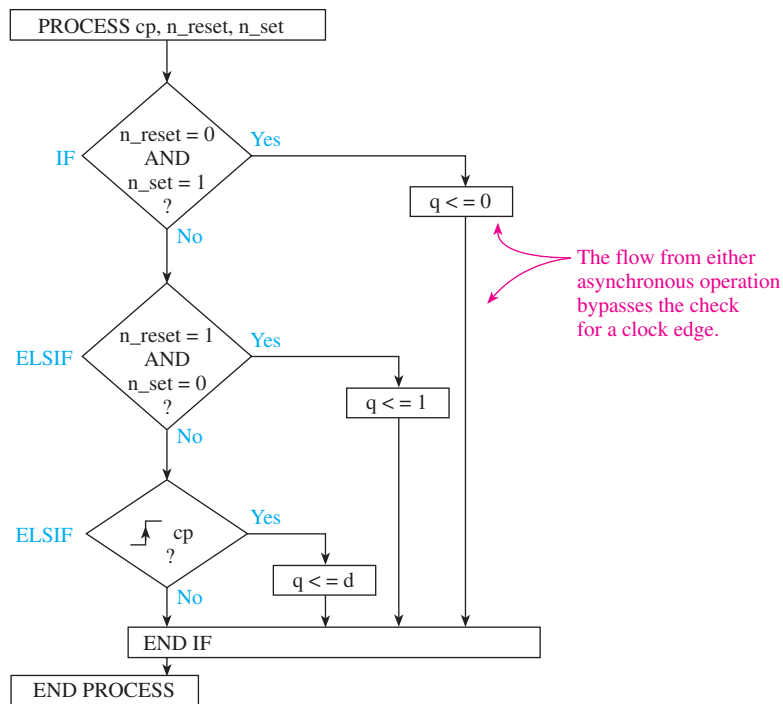 PROCESS cp, n_reset, n_set
IF
n_reset = 0
AND
n_set = 1
?
Yes
No
q < = 0
The flow from either
asynchronous operation
bypasses the check
for a clock edge.
ELSIF
n_reset = 1
AND
n_set = 0
?
Yes
No
q < = 1
ELSIF
cp
?
Yes
No
q < = d
END IF
END PROCESS